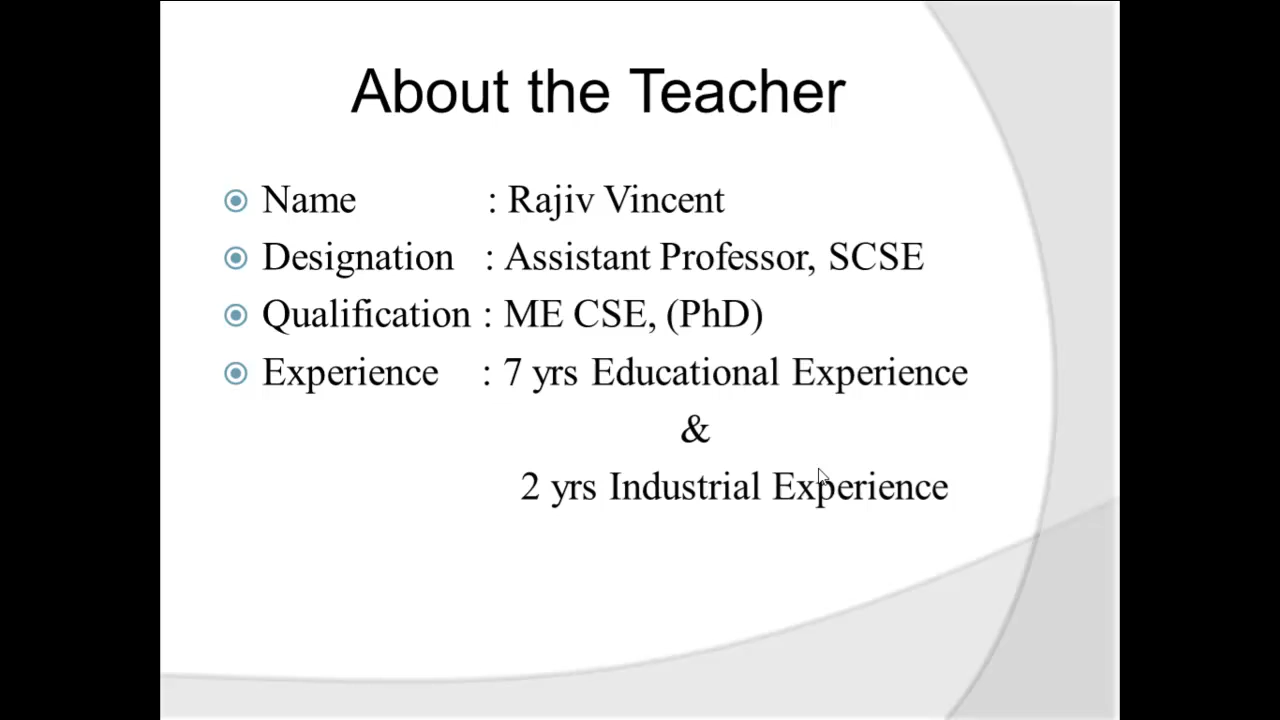 About the Teacher
Name : Rajiv Vincent
Designation : Assistant Professor, SCSE
Qualification : ME CSE, (PhD)
Experience : 7 yrs Educational Experience
&
2 yrs Industrial Experience